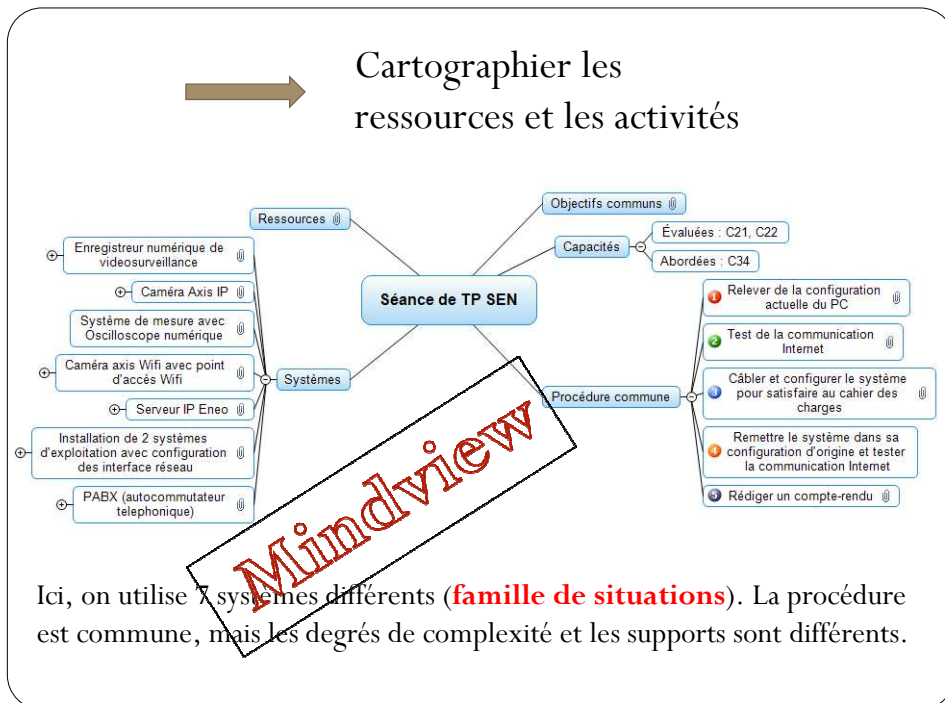 Cartographier les
ressources et les activités
Ressources
Enregistreur numérique de
videosurveillance
Caméra Axis IP
Système de mesure avec
Oscilloscope numérique
Caméra axis Wifi avec point
d'accès Wifi
Serveur IP Eneo
Installation de 2 systèmes
d'exploitation avec configuration
des interface réseau
PABX (autocommutateur
telephonique)
Systèmes
Séance de TP SEN
Objectifs communs
Capacités
Évaluées : C21, C22
Abordées : C34
Procédure commune
1 Relever de la configuration
actuelle du PC
2 Test de la communication
Internet
3 Câbler et configurer le système
pour satisfaire au cahier des
charges
4 Remettre le système dans sa
configuration d'origine et tester
la communication Internet
5 Rédiger un compte-rendu
Mindview
Ici, on utilise 7 systèmes différents (famille de situations). La procédure
est commune, mais les degrés de complexité et les supports sont différents.